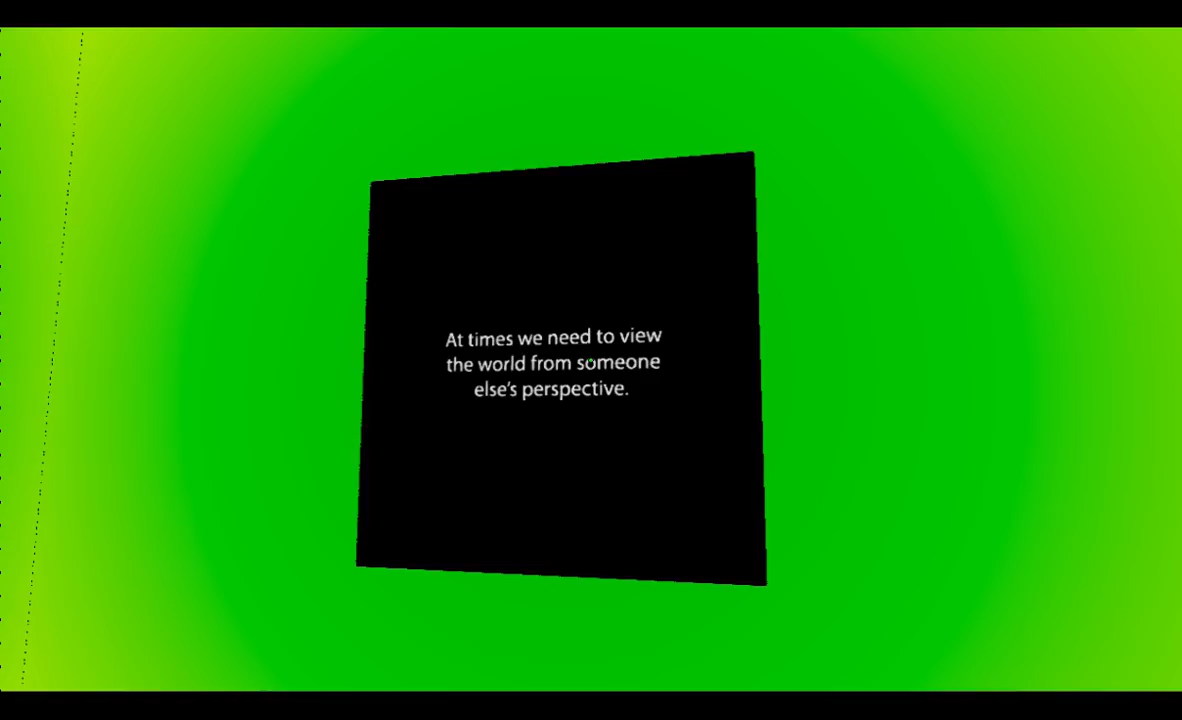 At times we need to view
the world from someone
else's perspective.